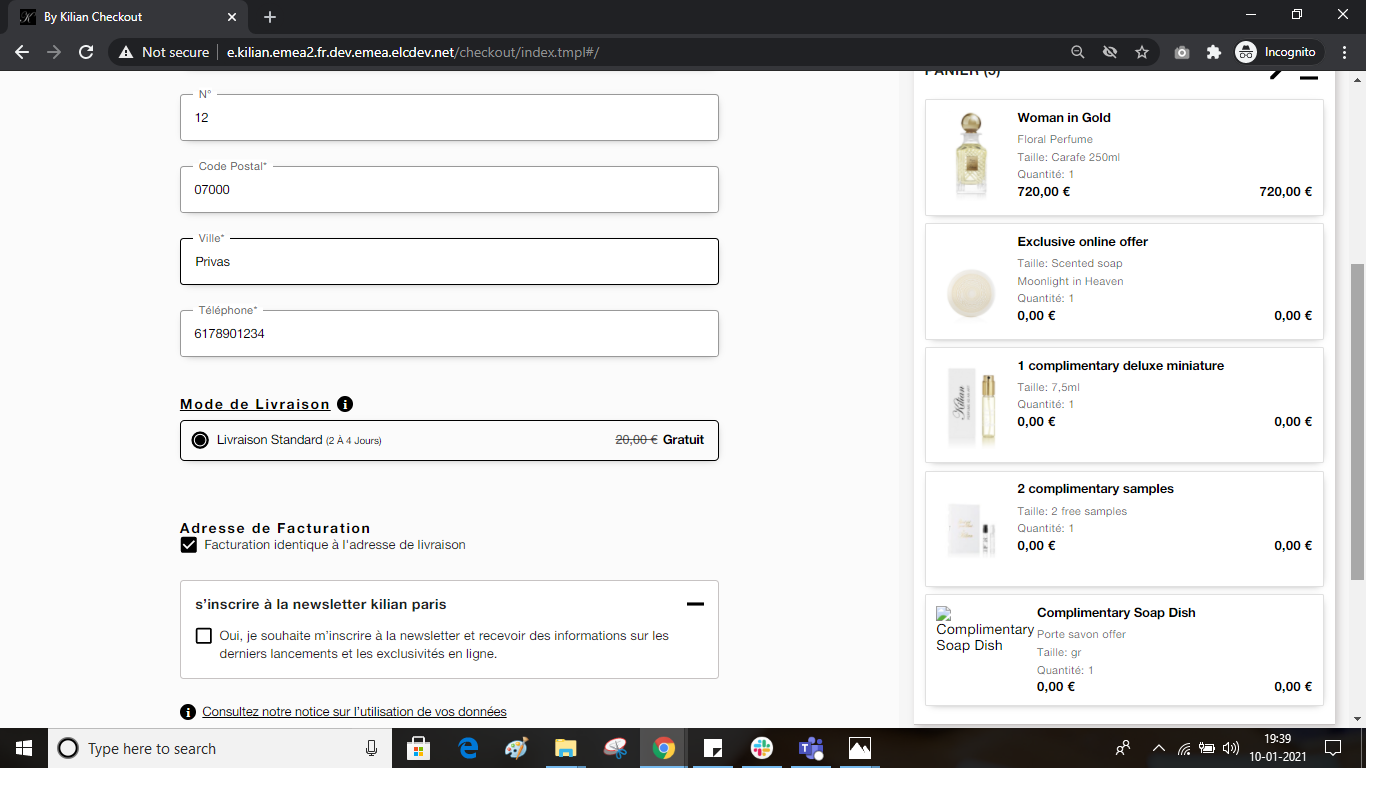 By Kilian Checkout
Not secure
e.kilian.emea2.fr.dev.emea.elcdev.net/checkout/index.tmpl#/
Incognito
N°
12
Code Postal*
07000
Ville*
Privas
Téléphone*
6178901234
Mode de Livraison
Livraison Standard (2 À 4 Jours)
20,00 € Gratuit
Adresse de Facturation
Facturation identique à l'adresse de livraison
s'inscrire à la newsletter kilian paris
Oui, je souhaite m'inscrire à la newsletter et recevoir des informations sur les
derniers lancements et les exclusivités en ligne.
Consultez notre notice sur l'utilisation de vos données
Woman in Gold
Floral Perfume
Taille: Carafe 250ml
Quantité: 1
720,00 € 720,00 €
Exclusive online offer
Taille: Scented soap
Moonlight in Heaven
Quantité: 1
0,00 € 0,00 €
1 complimentary deluxe miniature
Taille: 7,5ml
Quantité: 1
0,00 € 0,00 €
Kilian
2 complimentary samples
Taille: 2 free samples
Quantité: 1
0,00 € 0,00 €
Complimentary
Soap Dish
Complimentary Soap Dish
Porte savon offer
Taille: gr
Quantité: 1
0,00 € 0,00 €
Type here to search
19:39
10-01-2021